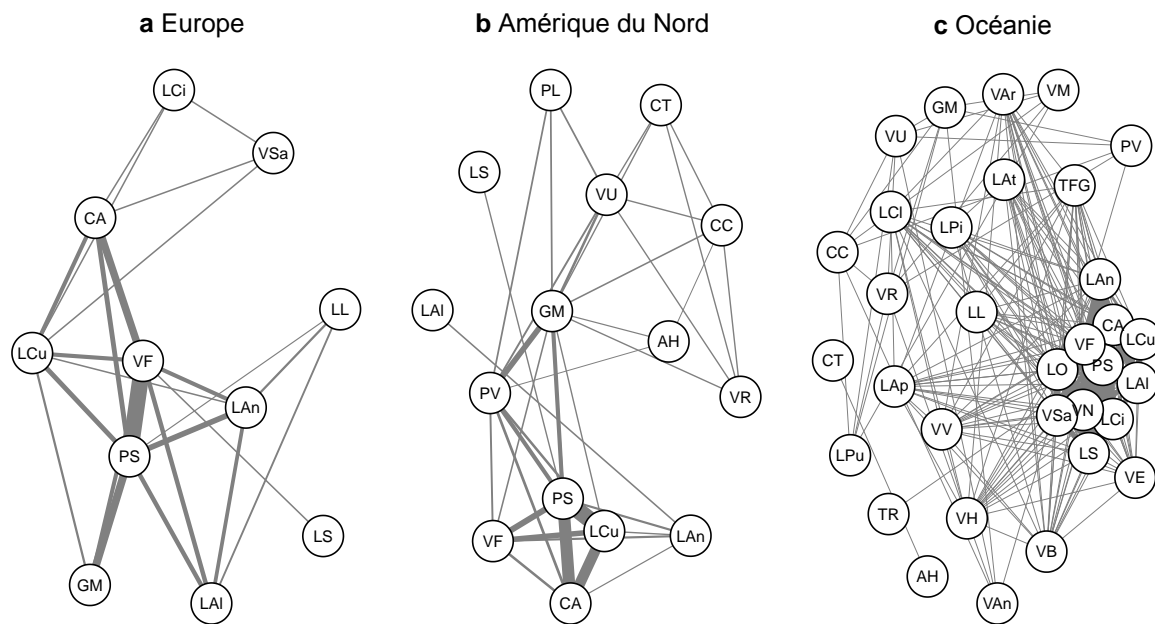 a Europe
LCi
VSa
CA
LL
LCu
VF
LAn
PS
LS
GM
LAl
b Amérique du Nord
PL
CT
LS
VU
CC
GM
LAl
AH
PV
VR
PS
LCu
VF
LAn
CA
c Océanie
VAr
VM
GM
VU
PV
LAt
TFG
LCl
LPi
CC
LAn
VR
LL
CA
LCu
VF
CT
PS
LO
LAp
LAl
VN
VSa
LCi
VV
LPu
LS
VE
TR
VH
VB
AH
VAn